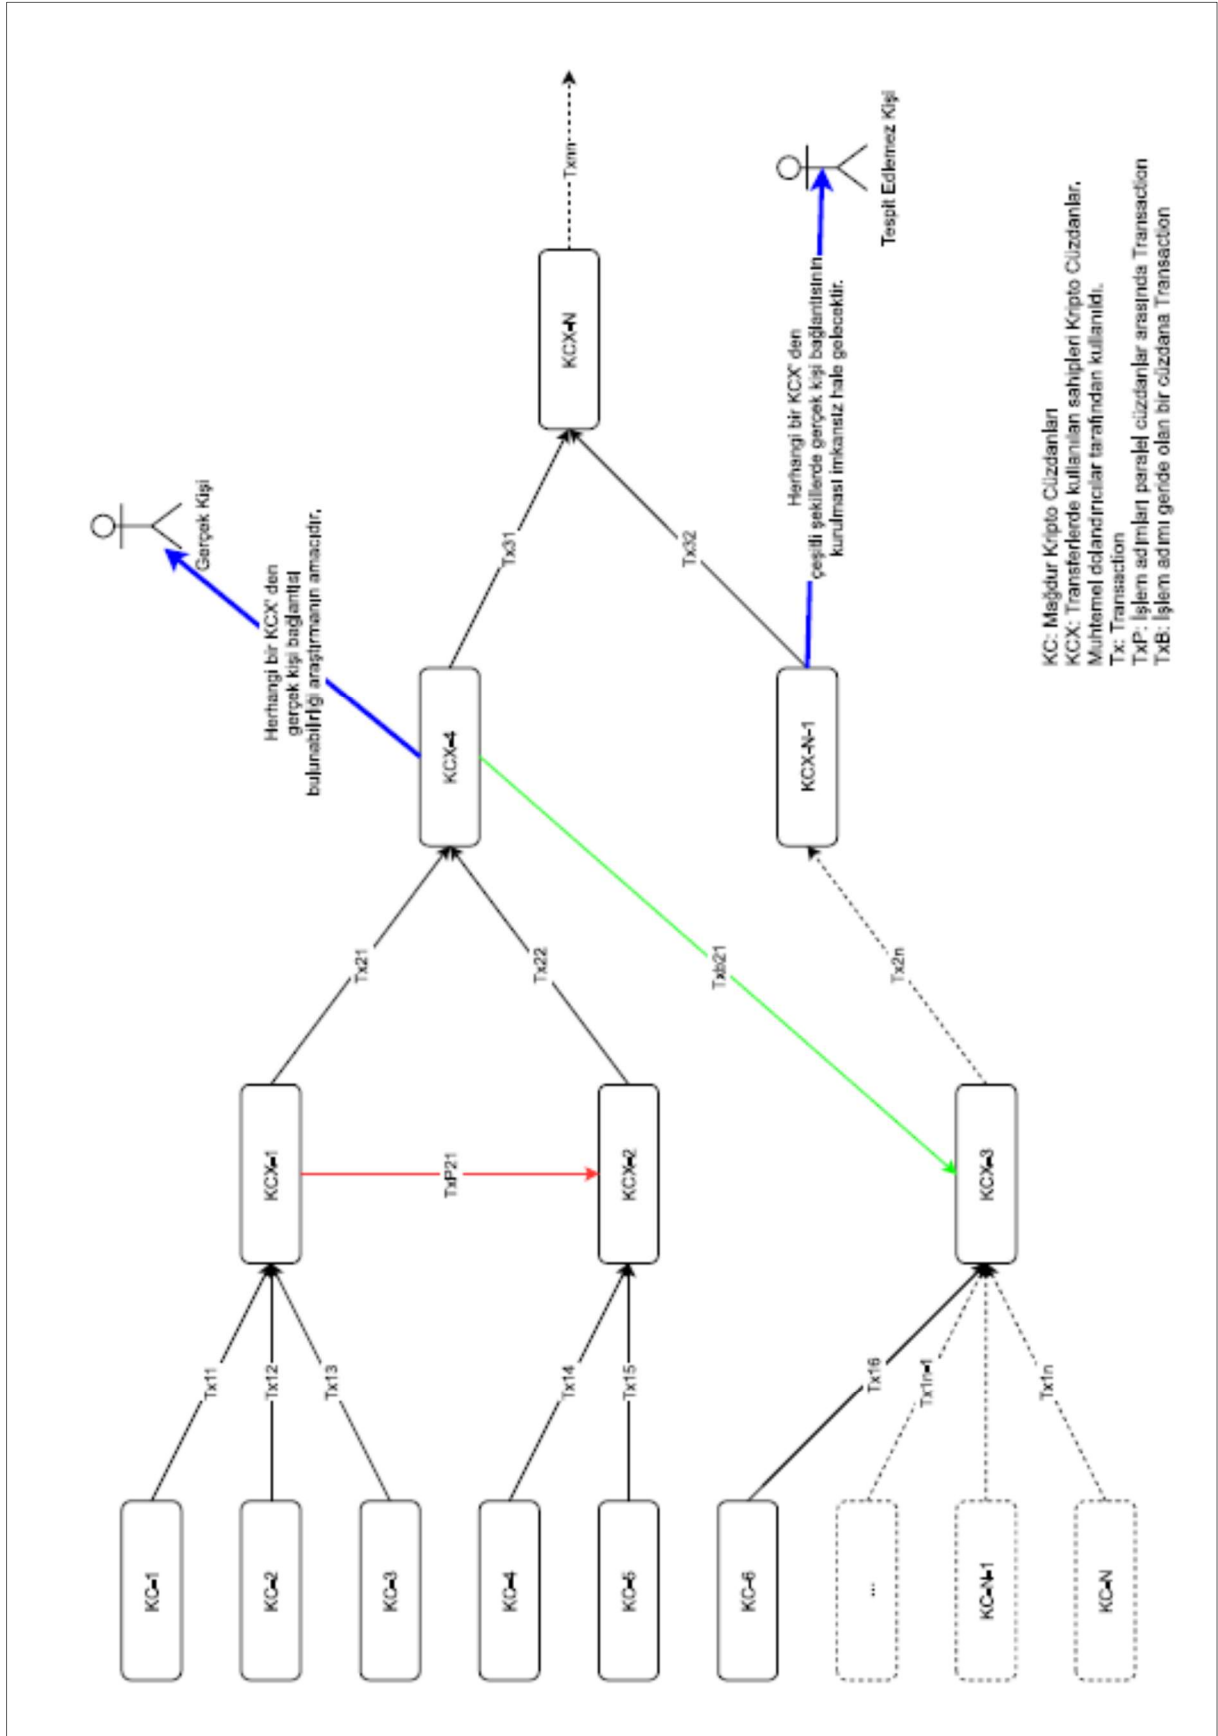 KC-1
KC-2
KC-3
KC-4
KC-5
KC-6
...
KC-N-1
KC-N
Tx11
Tx12
Tx13
Tx14
Tx15
Tx16
Tx1n-1
Tx1n
KCX-1
KCX-2
KCX-3
TxP21
Tx21
Tx22
Txb21
Tx2n
KCX-4
KCX-N-1
Herhangi bir KCX' den
gerçek kişi bağlantısı
bulunabilirliği araştırmanın amacıdır.
Gerçek Kişi
Tx31
Tx32
Herhangi bir KCX' den
çeşitli şekillerde gerçek kişi bağlantısının
kurulması imkansız hale gelecektir.
KCX-N
Txnn
Tespit Edlemez Kişi
KC: Mağdur Kripto Cüzdanları
KCX: Transferlerde kullanılan sahipleri Kripto Cüzdanlar,
Muhtemel dolandırıcılar tarafından kullanıldı.
Tx: Transaction
TxP: İşlem adımları paralel cüzdanlar arasında Transaction
TxB: İşlem adımı geride olan bir cüzdana Transaction